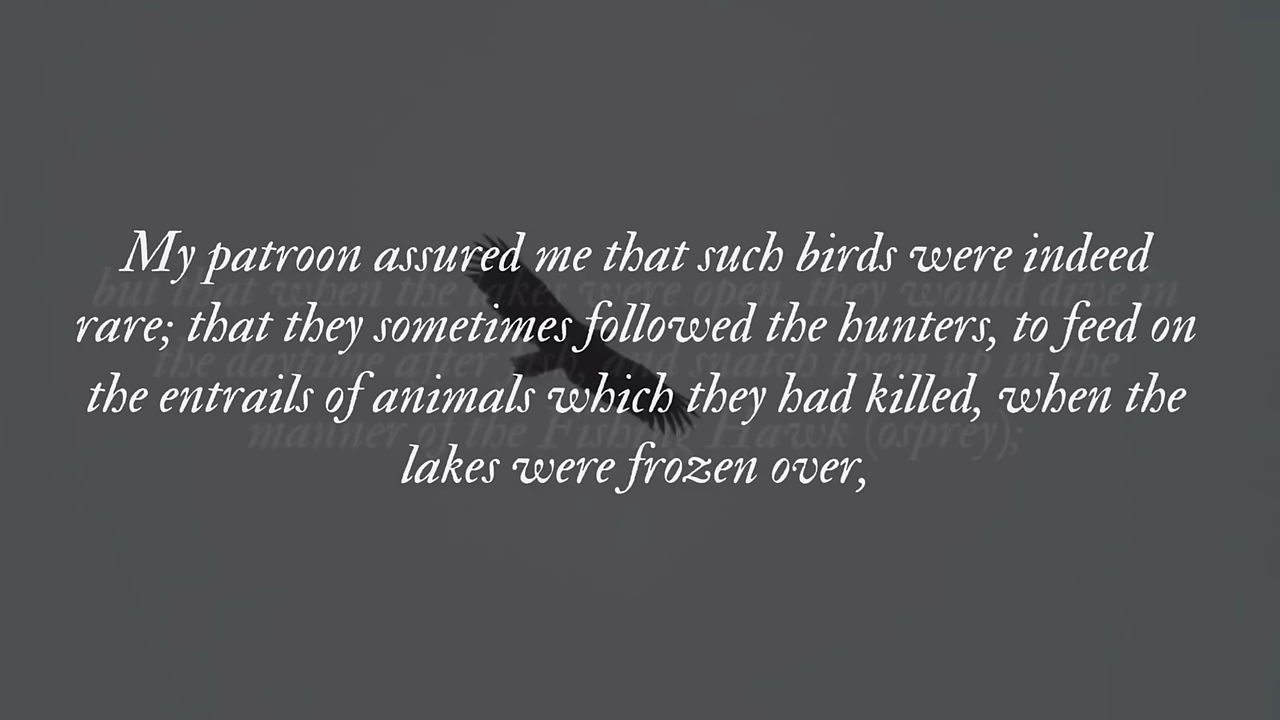 My patroon assured me that such birds were indeed
rare; that they sometimes followed the hunters, to feed on
the entrails of animals which they had killed, when the
lakes were frozen over,
but that when the lakes were open, they would dive in
the daytime after fish, and snatch them up in the
manner of the Fishing Hawk (osprey);